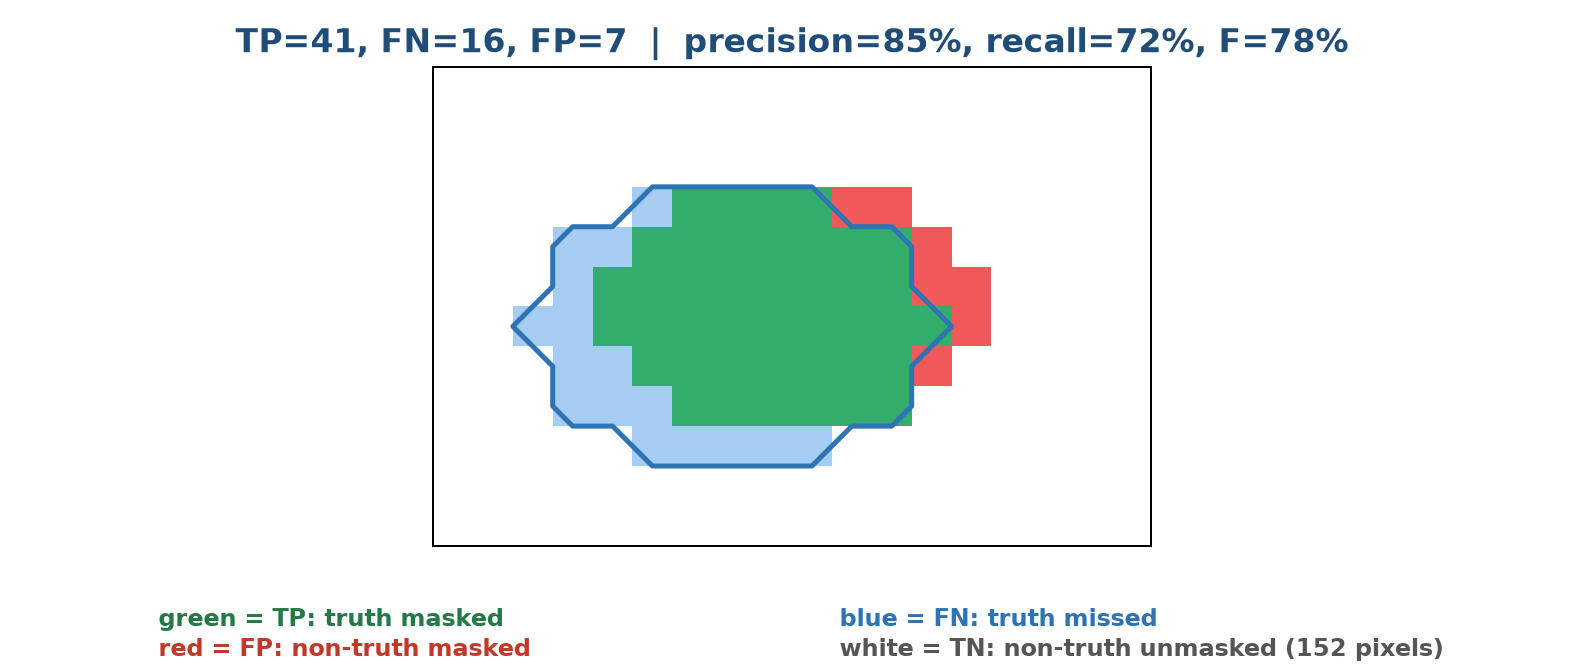 TP=41, FN=16, FP=7 | precision=85%, recall=72%, F=78%
green = TP: truth masked
blue = FN: truth missed
red = FP: non-truth masked
white = TN: non-truth unmasked (152 pixels)